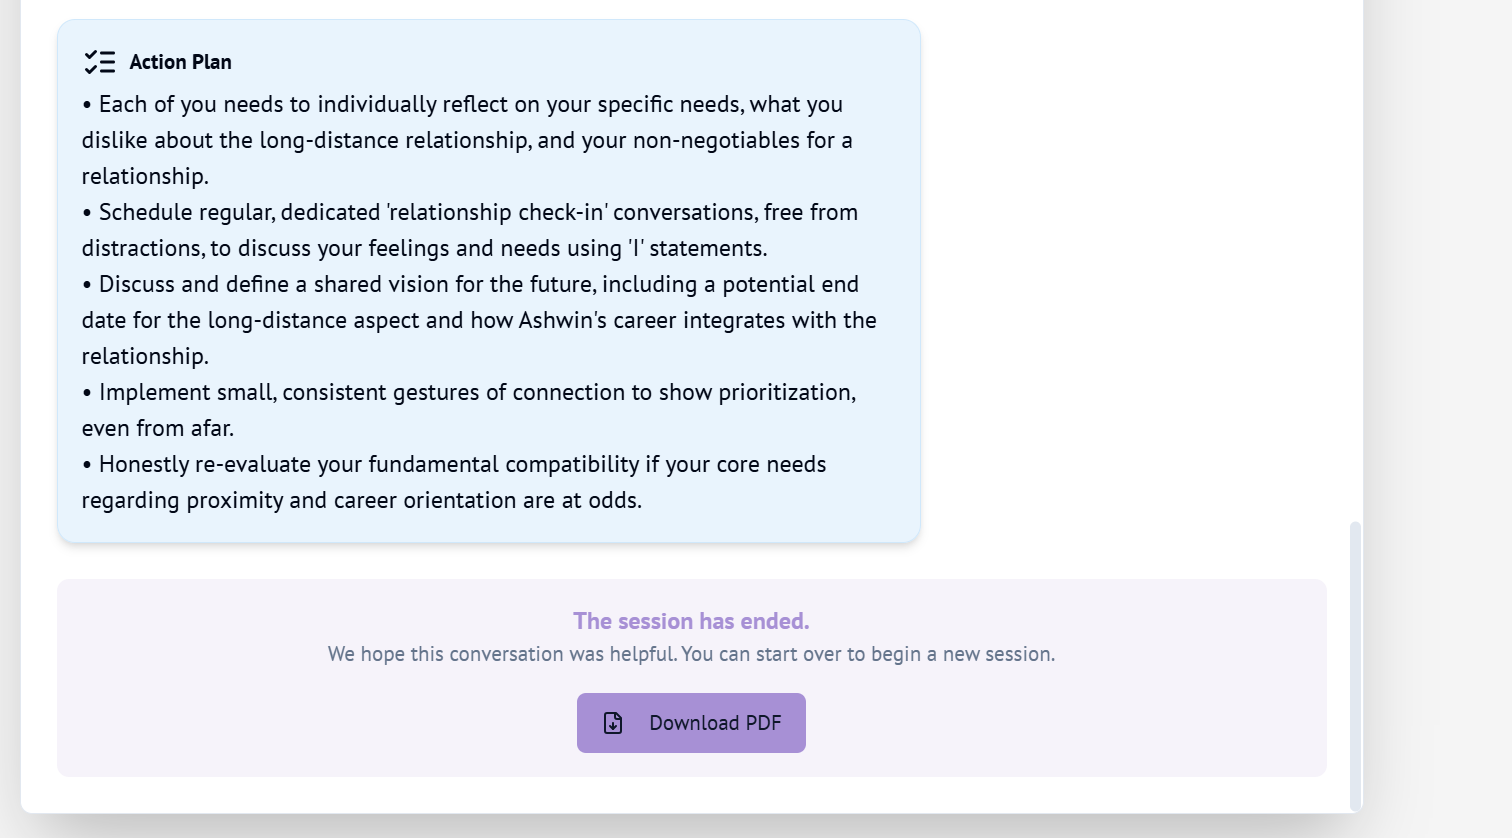 Action Plan
• Each of you needs to individually reflect on your specific needs, what you
dislike about the long-distance relationship, and your non-negotiables for a
relationship.
• Schedule regular, dedicated 'relationship check-in' conversations, free from
distractions, to discuss your feelings and needs using 'I' statements.
• Discuss and define a shared vision for the future, including a potential end
date for the long-distance aspect and how Ashwin's career integrates with the
relationship.
• Implement small, consistent gestures of connection to show prioritization,
even from afar.
• Honestly re-evaluate your fundamental compatibility if your core needs
regarding proximity and career orientation are at odds.
The session has ended.
We hope this conversation was helpful. You can start over to begin a new session.
Download PDF